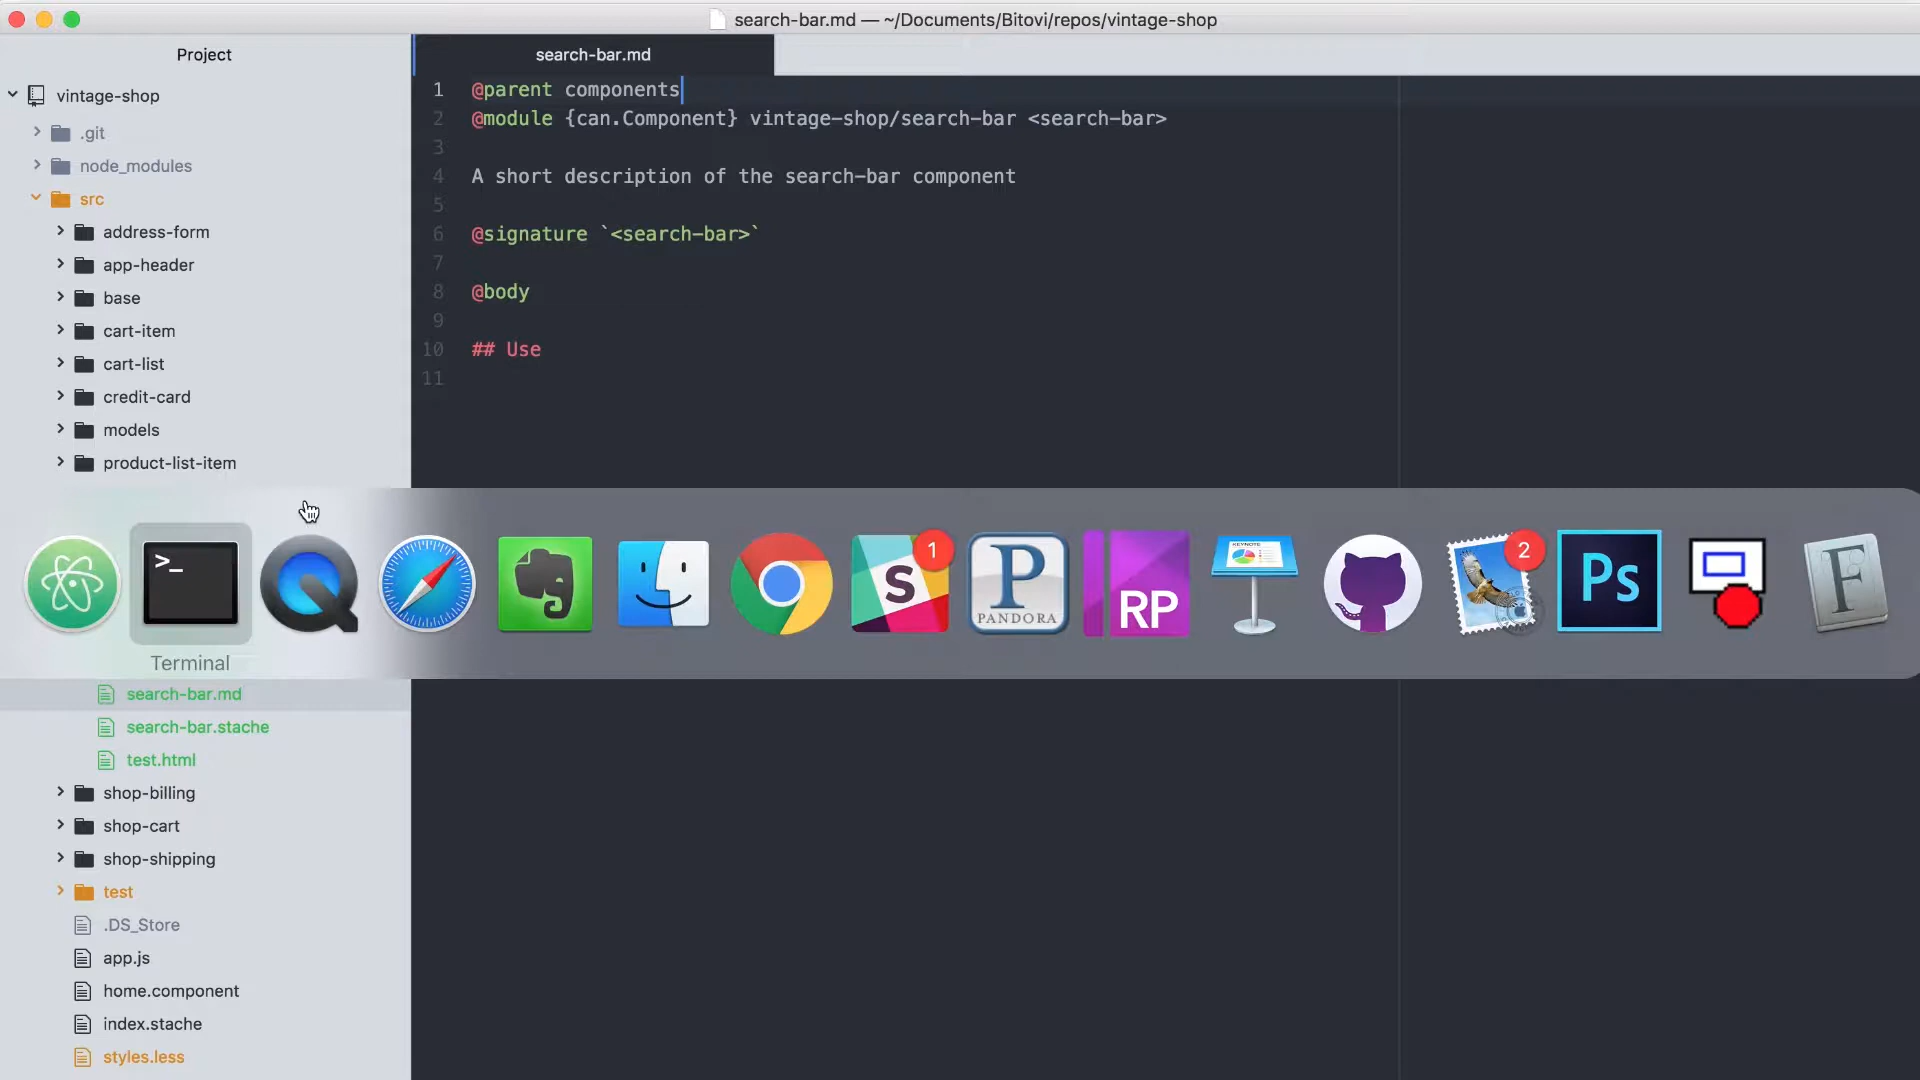 search-bar.md — ~/Documents/Bitovi/repos/vintage-shop
Project
search-bar.md
vintage-shop
.git
node_modules
src
address-form
app-header
base
cart-item
cart-list
credit-card
models
product-list-item
1 @parent components
2 @module {can.Component} vintage-shop/search-bar <search-bar>
3
4 A short description of the search-bar component
5
6 @signature `<search-bar>`
7
8 @body
9
10 ## Use
11
>_
S
1
P
PANDORA
RP
KEYNOTE
2
Ps
F
Terminal
search-bar.md
search-bar.stache
test.html
shop-billing
shop-cart
shop-shipping
test
.DS_Store
app.js
home.component
index.stache
styles.less